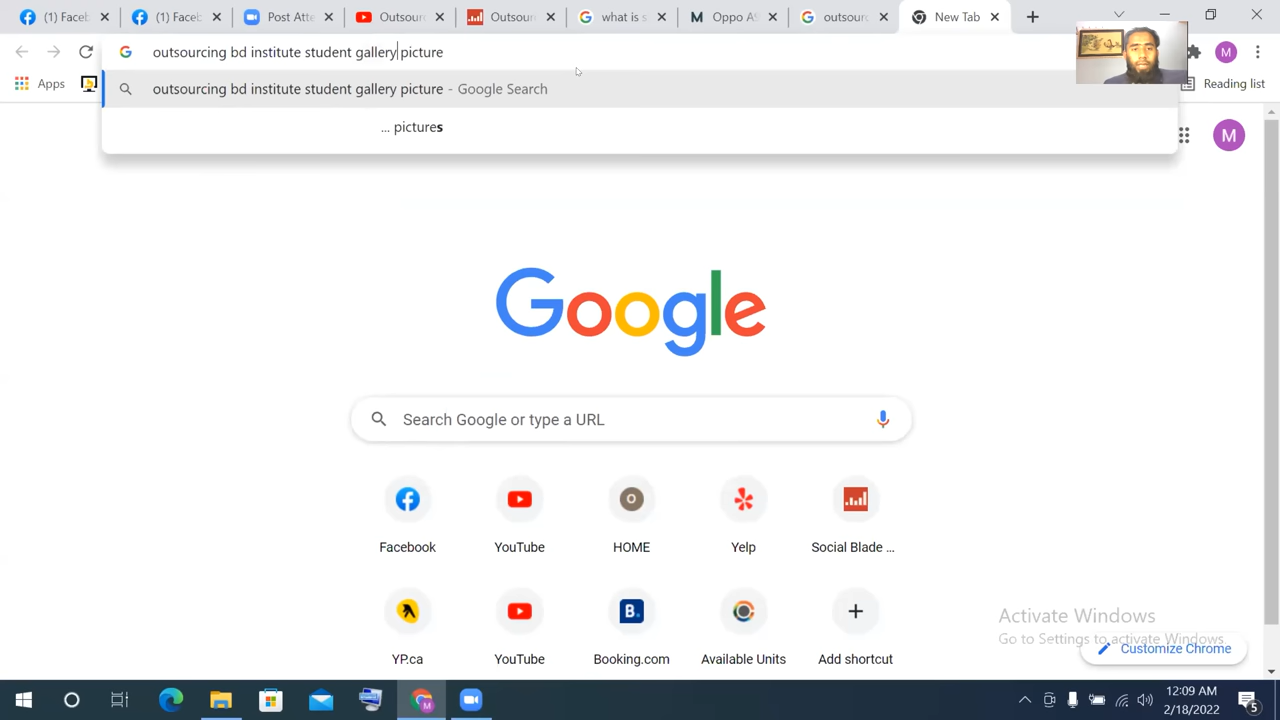 (1) Faceb
(1) Faceb
Post Atte
Outsour
Outsour
what is s
Oppo A
outsour
New Tab
outsourcing bd institute student gallery picture
Apps
Reading list
M
outsourcing bd institute student gallery picture - Google Search
... pictures
M
Google
Search Google or type a URL
Facebook
YouTube
HOME
Yelp
Social Blade ...
YP.ca
YouTube
Booking.com
Available Units
Add shortcut
Activate Windows
Go to Settings to activate Windows.
Customize Chrome
12:09 AM
2/18/2022
5